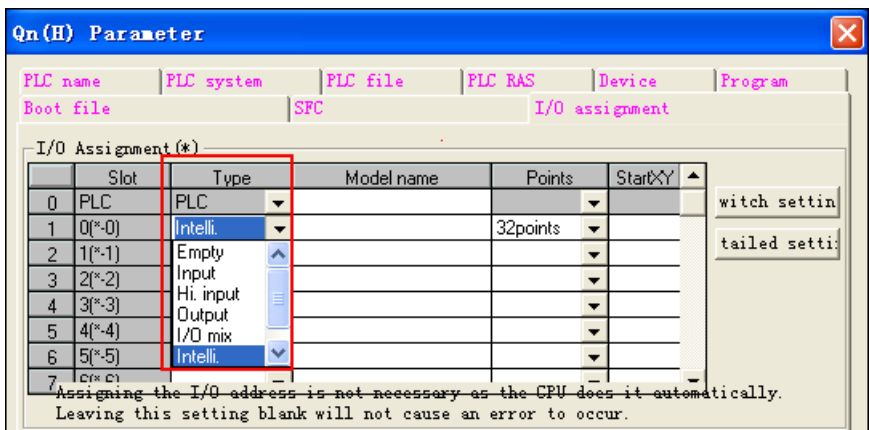 Qn(H) Parameter
PLC name PLC system PLC file PLC RAS Device Program
Boot file SFC I/O assignment
I/O Assignment(*)
Slot Type Model name Points StartXY
0 PLC PLC
1 0(*-0) Intelli. 32points
2 1(*-1) Empty
3 2(*-2) Input
4 3(*-3) Hi. input
5 4(*-4) Output
I/O mix
6 5(*-5) Intelli.
7 6(*-6)
witch settin
tailed setti
Assigning the I/O address is not necessary as the CPU does it automatically.
Leaving this setting blank will not cause an error to occur.